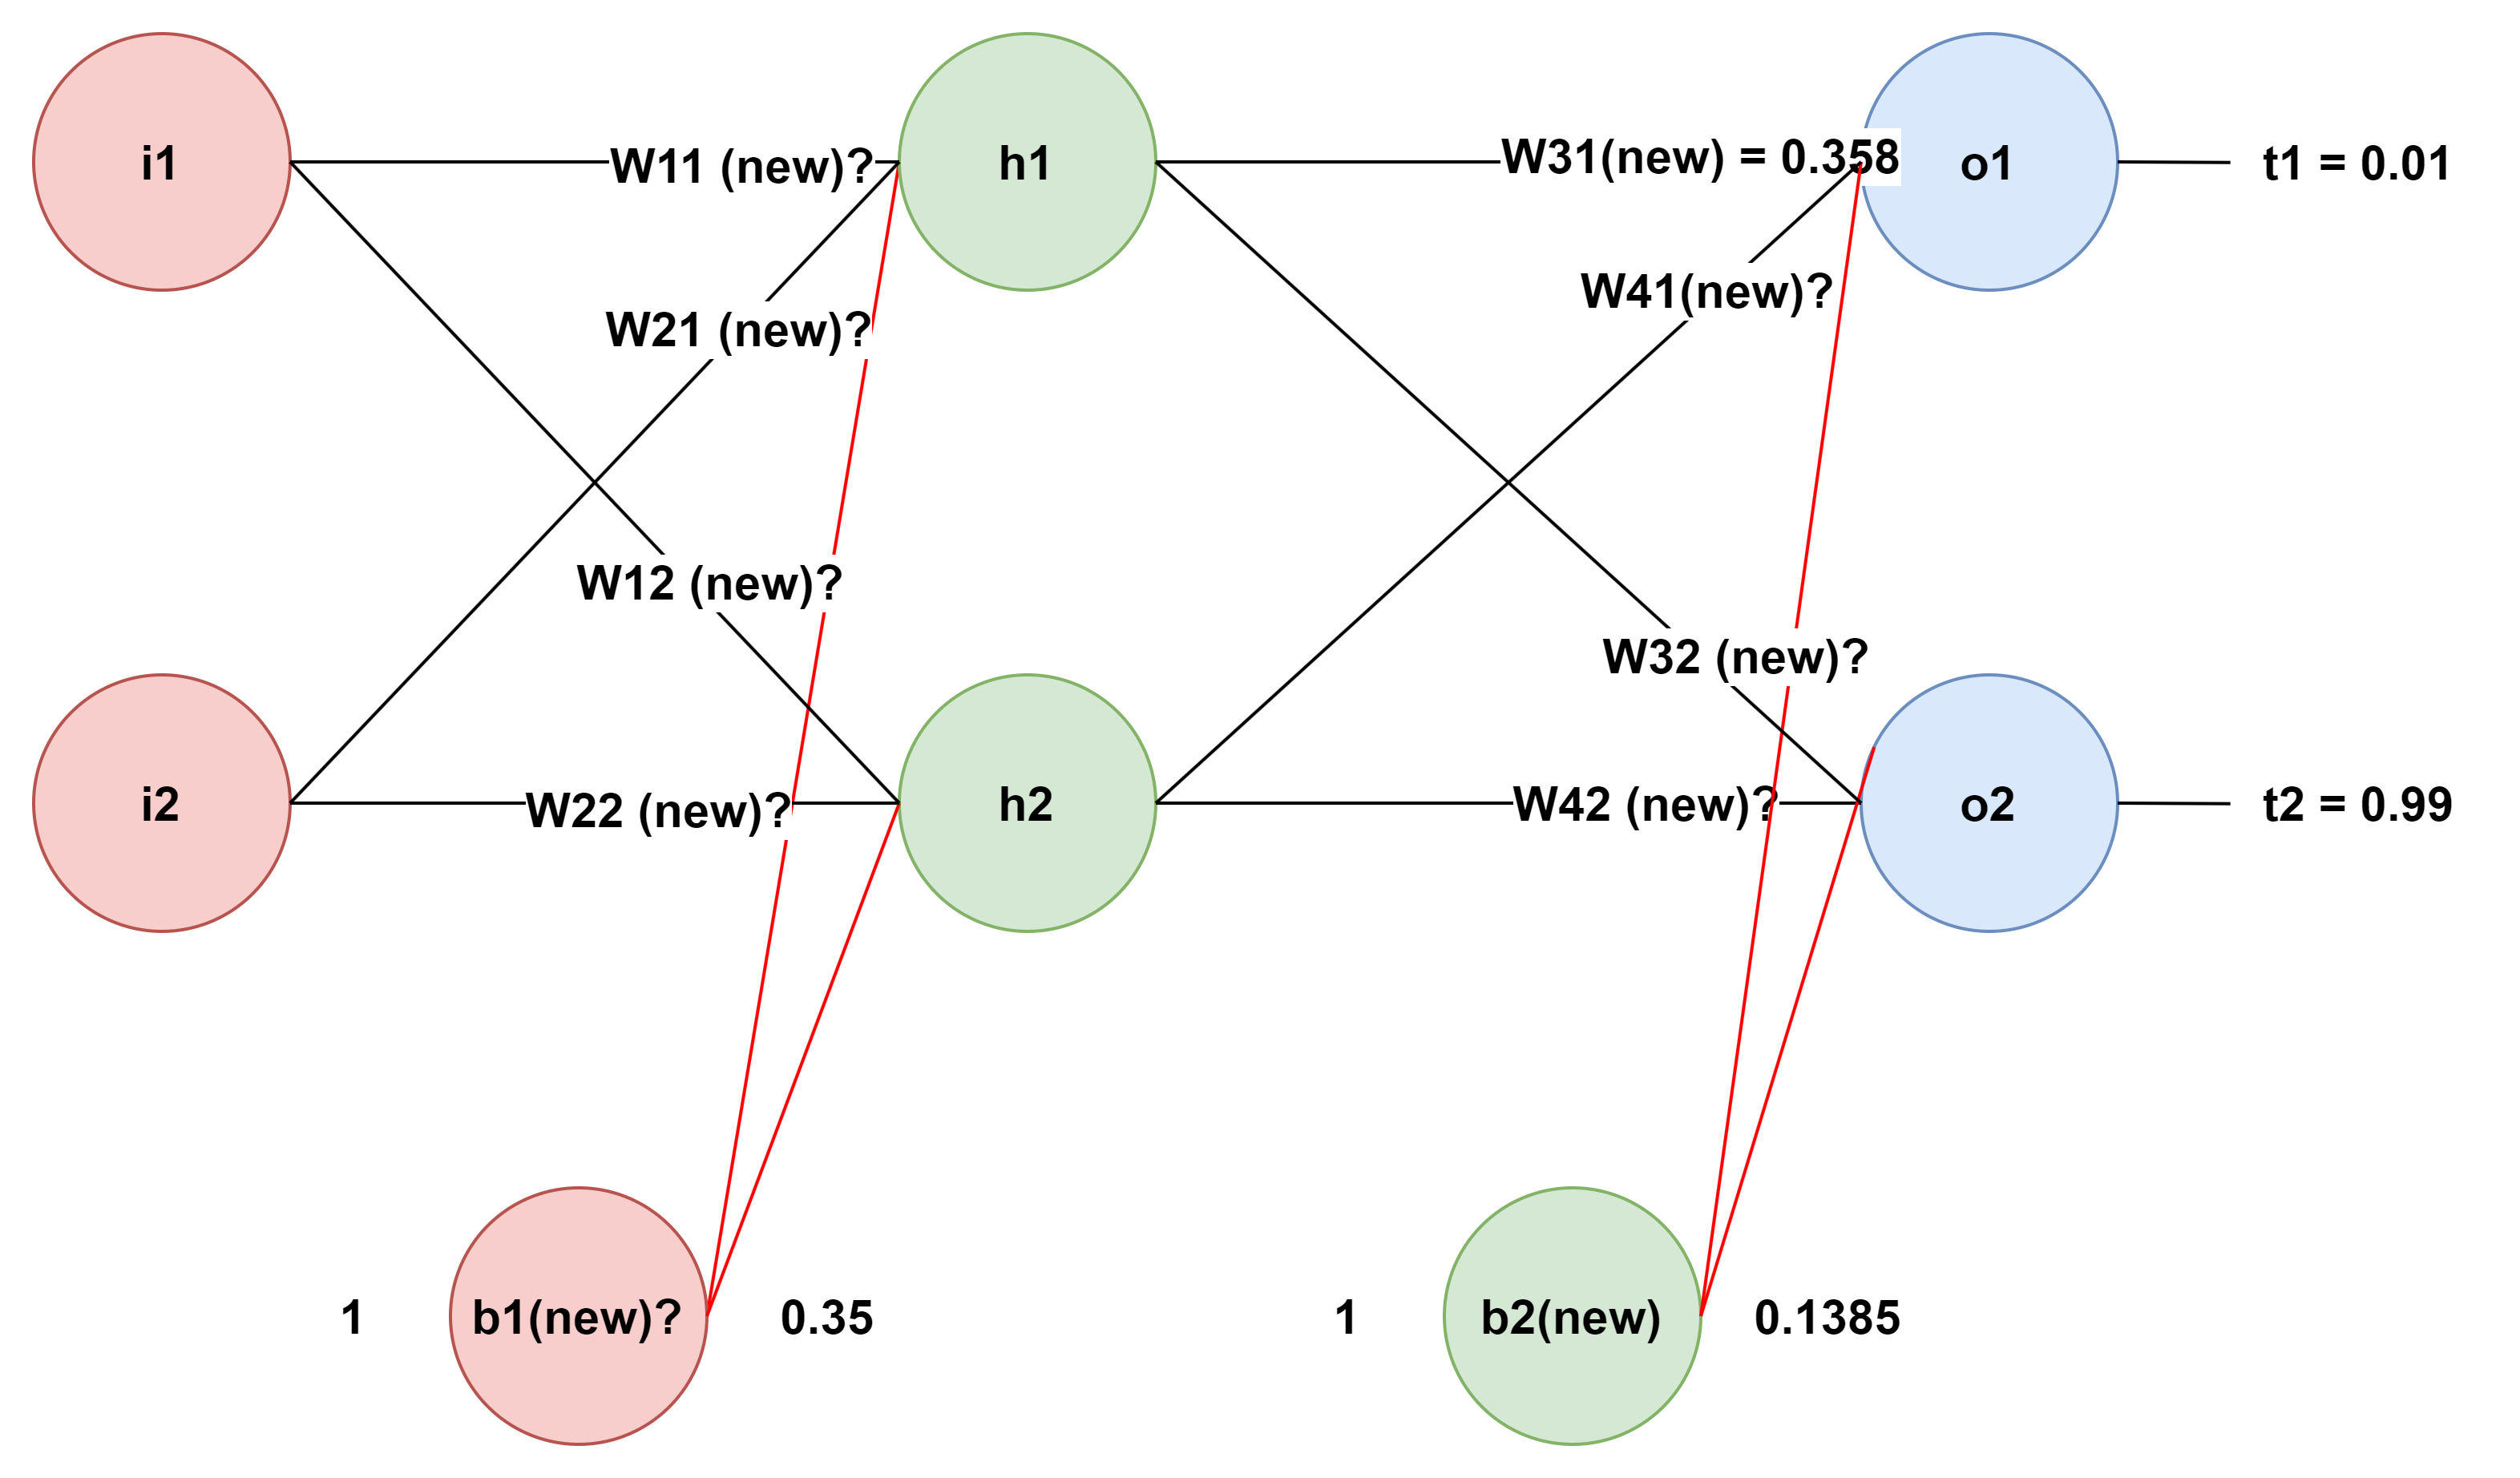 i1
W11 (new)?
h1
W31(new) = 0.358
o1
t1 = 0.01
W41(new)?
W21 (new)?
W12 (new)?
W32 (new)?
i2
W22 (new)?
h2
W42 (new)?
o2
t2 = 0.99
1
b1(new)?
0.35
1
b2(new)
0.1385